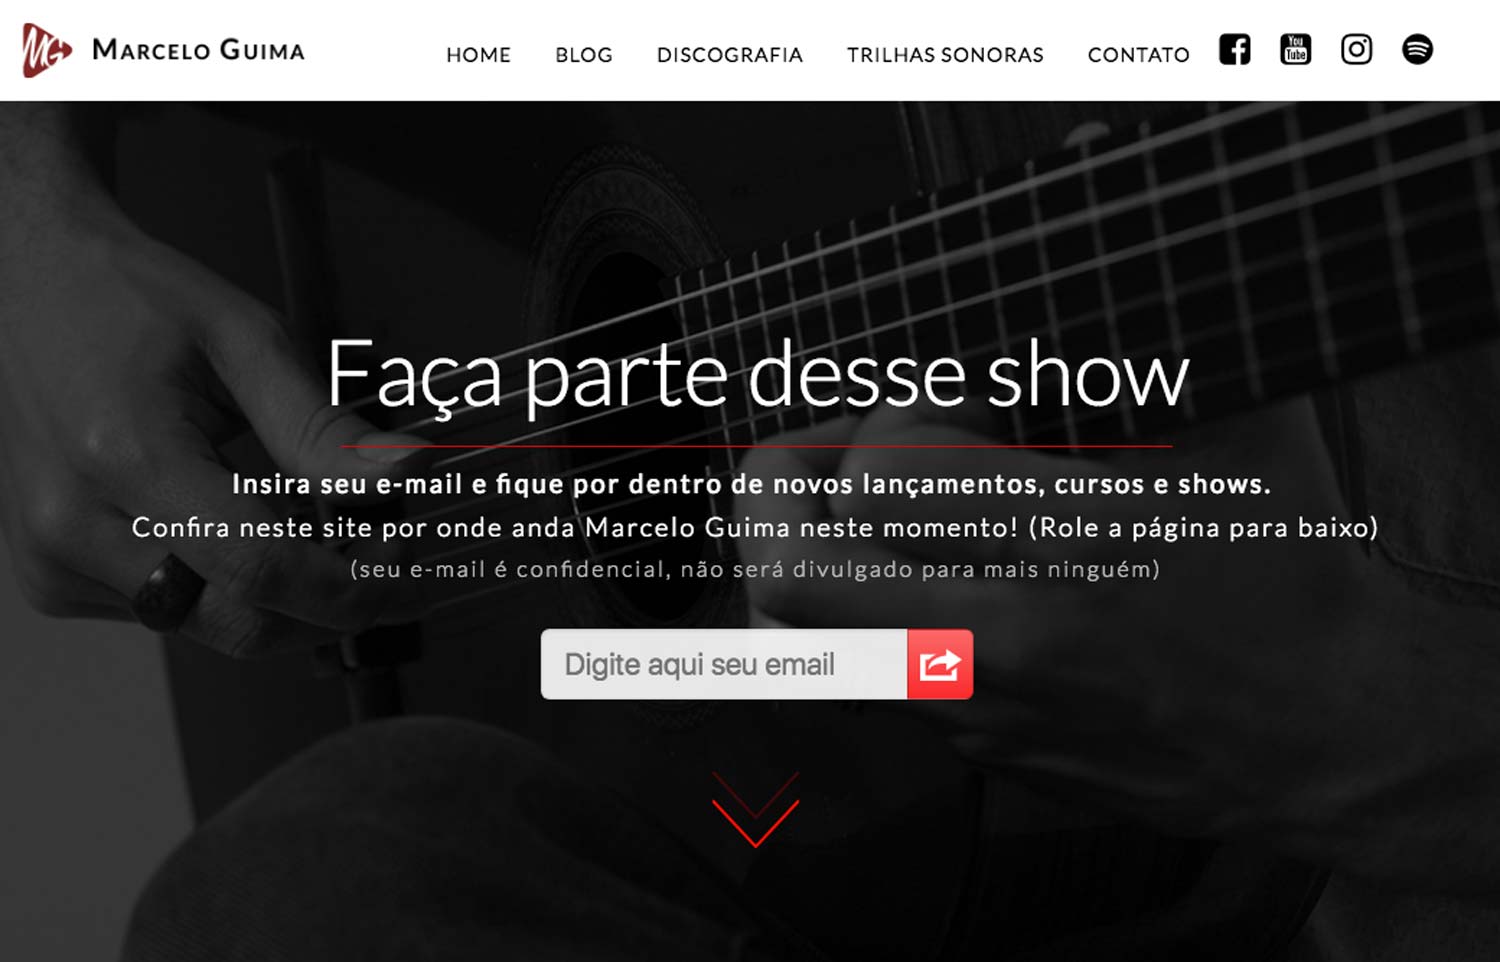 MG MARCELO GUIMA
HOME BLOG DISCOGRAFIA TRILHAS SONORAS CONTATO You Tube
Faça parte desse show
Insira seu e-mail e fique por dentro de novos lançamentos, cursos e shows.
Confira neste site por onde anda Marcelo Guima neste momento! (Role a página para baixo)
(seu e-mail é confidencial, não será divulgado para mais ninguém)
Digite aqui seu email